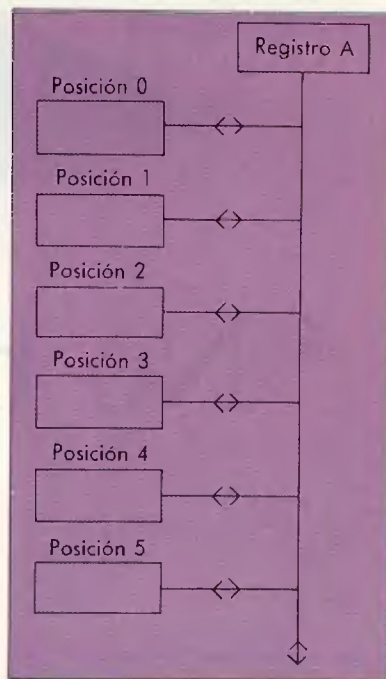 Registro A
Posición 0
Posición 1
Posición 2
Posición 3
Posición 4
Posición 5